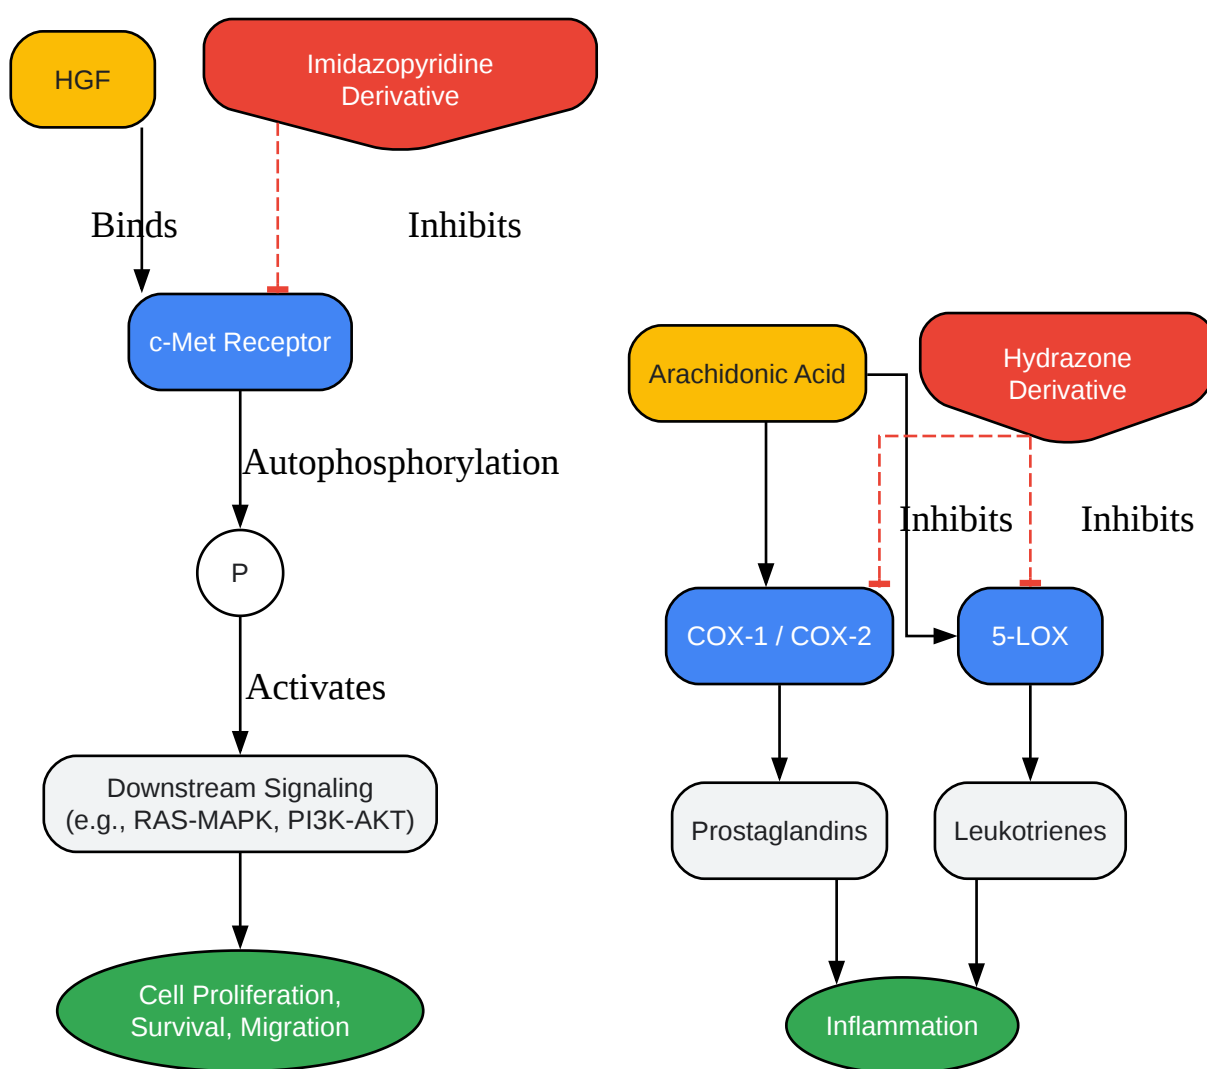 HGF
Imidazopyridine
Derivative
Binds
Inhibits
c-Met Receptor
Autophosphorylation
P
Activates
Downstream Signaling
(e.g., RAS-MAPK, PI3K-AKT)
Cell Proliferation,
Survival, Migration
Arachidonic Acid
Hydrazone
Derivative
Inhibits
Inhibits
COX-1 / COX-2
5-LOX
Prostaglandins
Leukotrienes
Inflammation